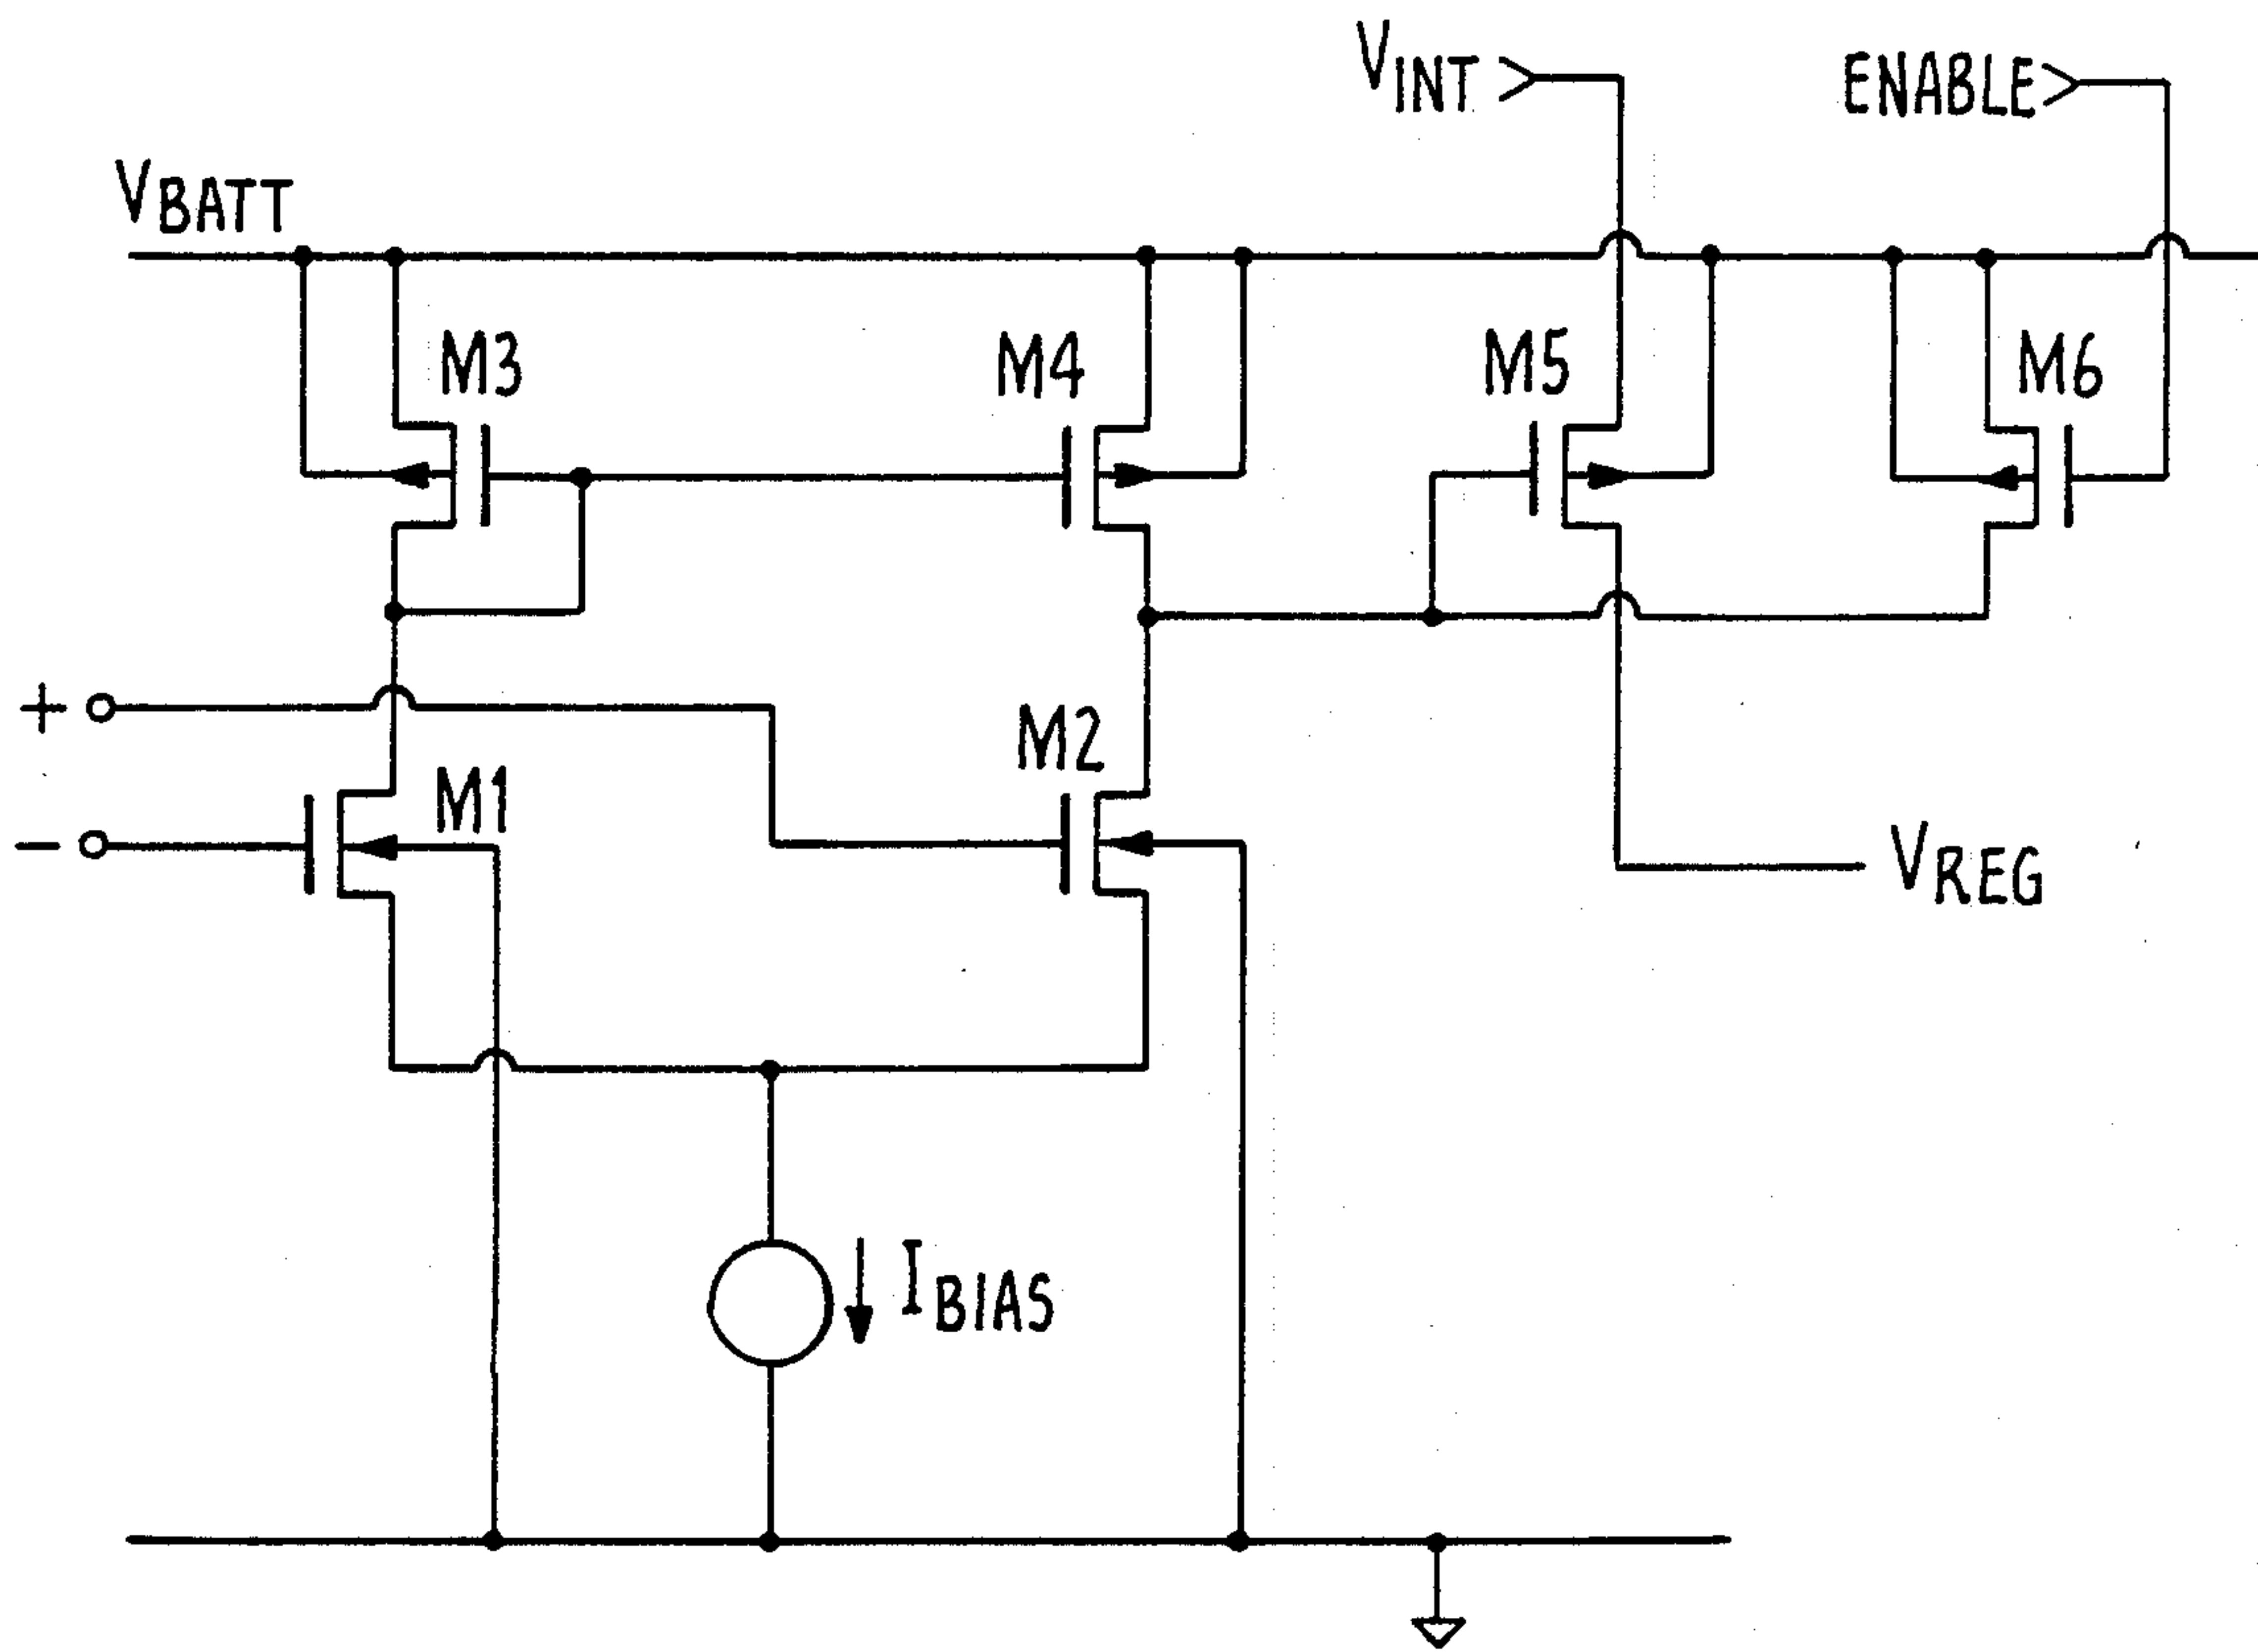 VINT
ENABLE
VBATT
M3
M4
M5
M6
+
M2
M1
−
VREG
IBIAS